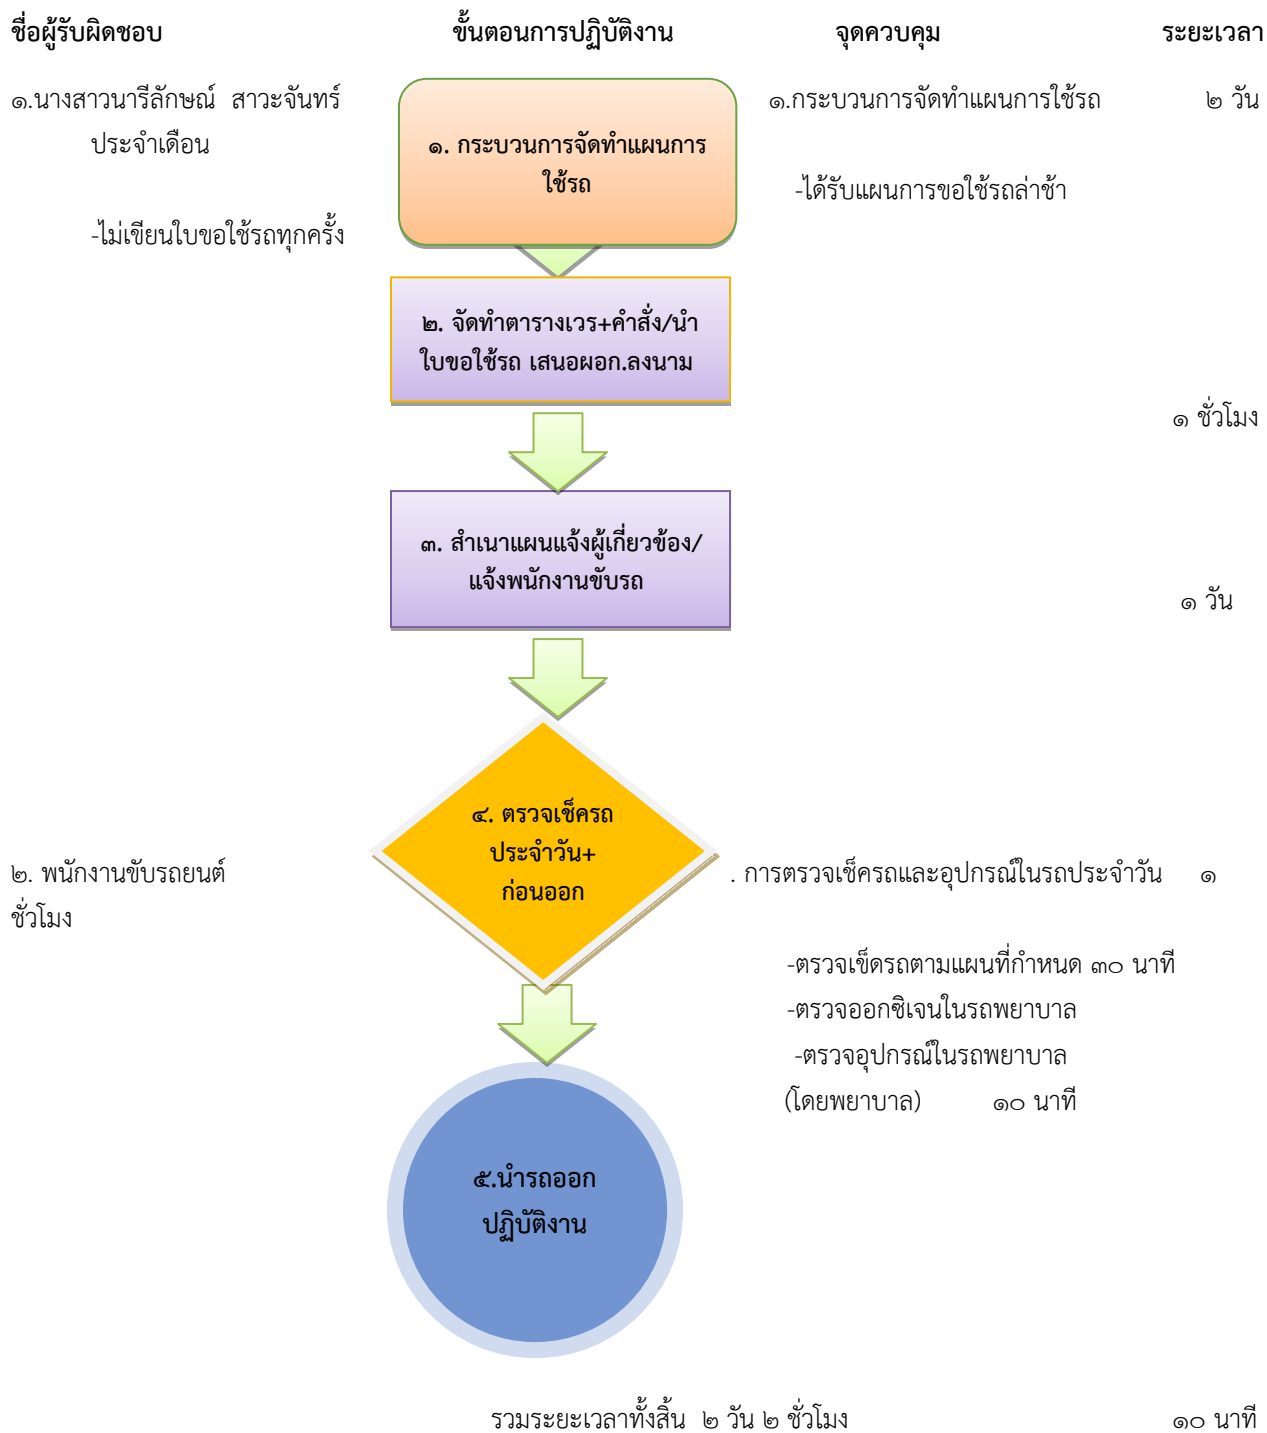 ชื่อผู้รับผิดชอบ ขั้นตอนการปฏิบัติงาน จุดควบคุม ระยะเวลา
๑.นางสาวนารีลักษณ์ สาวะจันทร์ ๑.กระบวนการจัดทำแผนการใช้รถ ๒ วัน
ประจำเดือน
๑. กระบวนการจัดทำแผนการ
ใช้รถ
-ได้รับแผนการขอใช้รถล่าช้า
-ไม่เขียนใบขอใช้รถทุกครั้ง
๒. จัดทำตารางเวร+คำสั่ง/นำ
ใบขอใช้รถ เสนอผอก.ลงนาม
๑ ชั่วโมง
๓. สำเนาแผนแจ้งผู้เกี่ยวข้อง/
แจ้งพนักงานขับรถ
๑ วัน
๔. ตรวจเช็ครถ
ประจำวัน+
ก่อนออก
๒. พนักงานขับรถยนต์ . การตรวจเช็ครถและอุปกรณ์ในรถประจำวัน ๑
ชั่วโมง
-ตรวจเข็ดรถตามแผนที่กำหนด ๓๐ นาที
-ตรวจออกซิเจนในรถพยาบาล
-ตรวจอุปกรณ์ในรถพยาบาล
(โดยพยาบาล) ๑๐ นาที
๕.นำรถออก
ปฏิบัติงาน
รวมระยะเวลาทั้งสิ้น ๒ วัน ๒ ชั่วโมง ๑๐ นาที